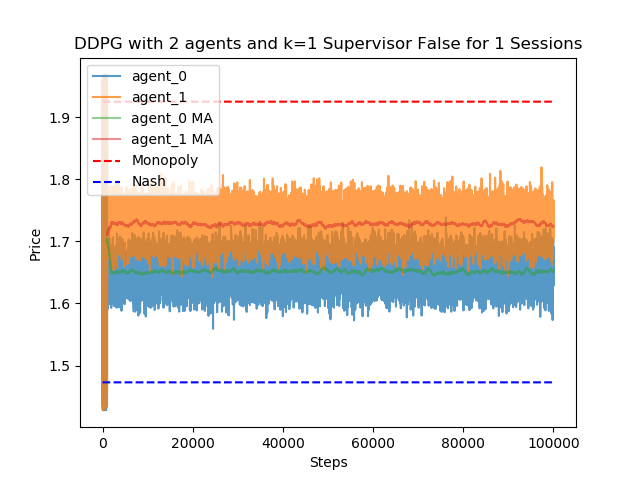 DDPG with 2 agents and k=1 Supervisor False for 1 Sessions
agent_0
agent_1
agent_0 MA
agent_1 MA
Monopoly
Nash
Price
1.9
1.8
1.7
1.6
1.5
0
20000
40000
60000
80000
100000
Steps